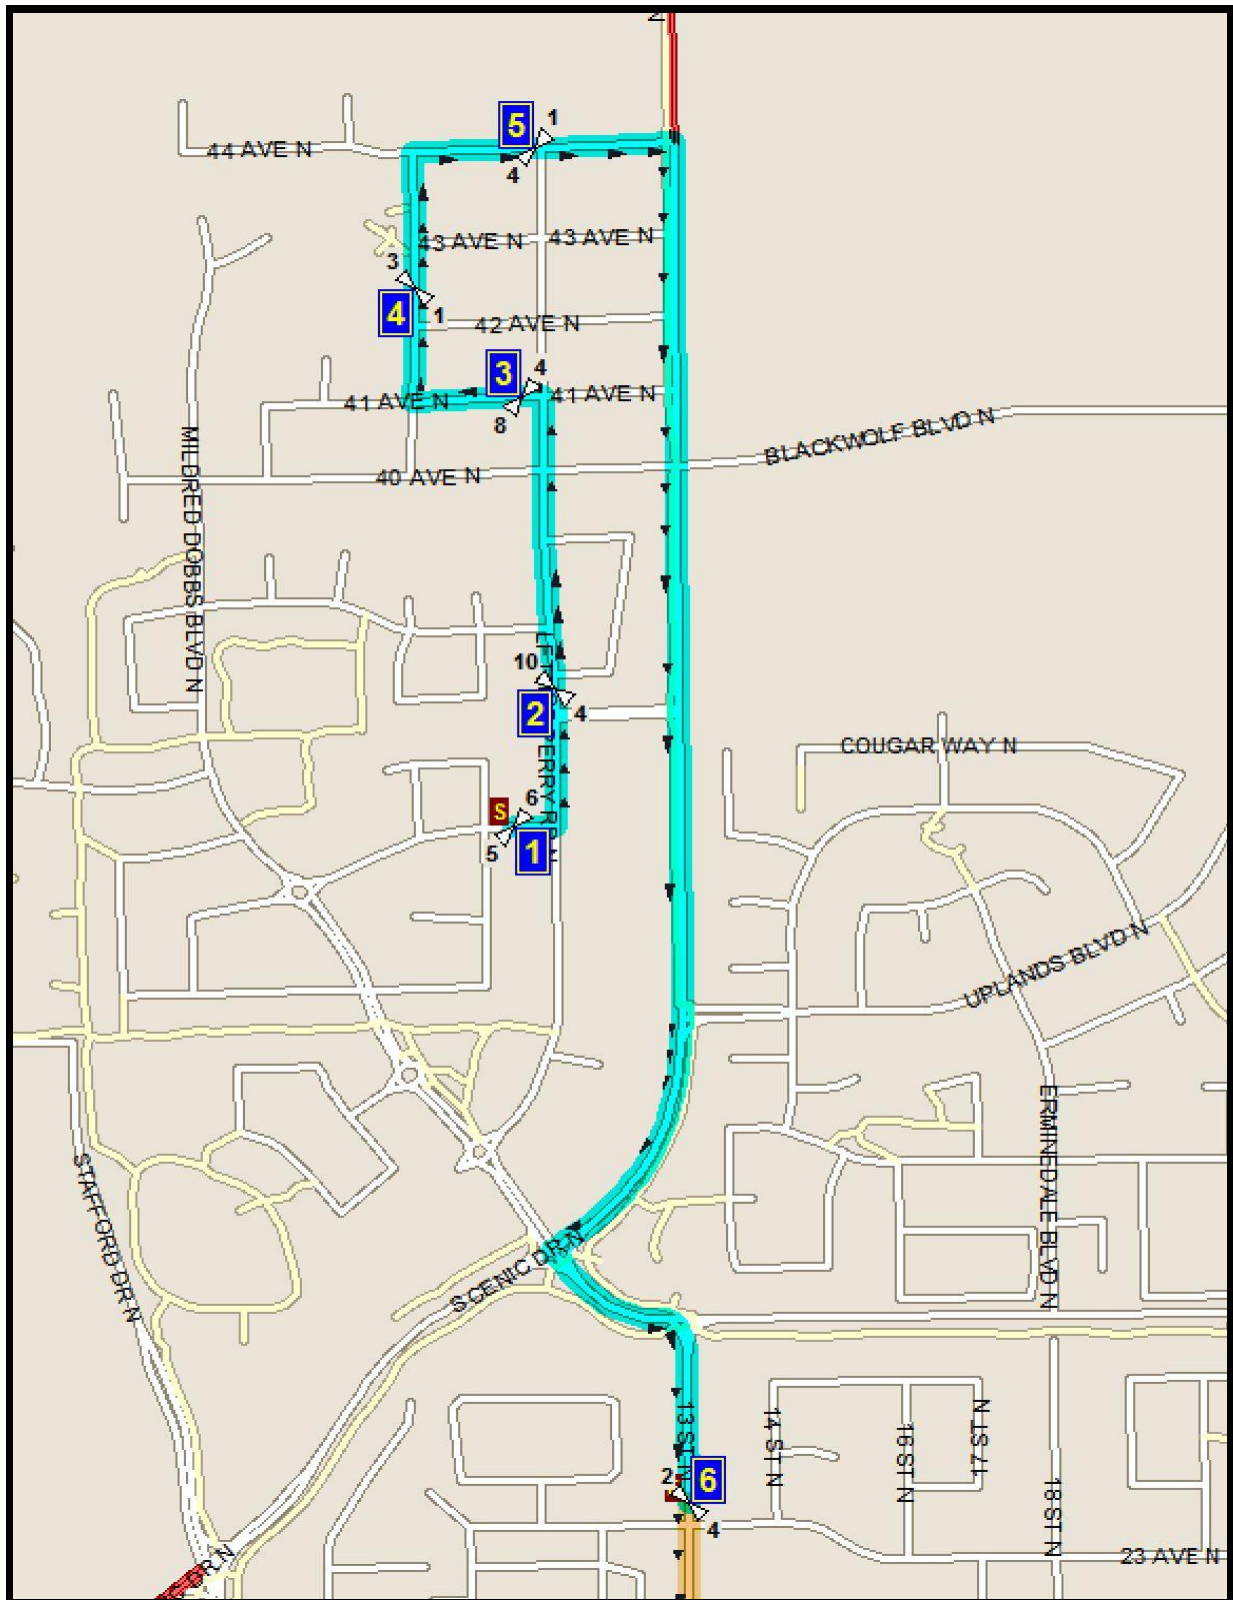 5
1
44 AVE N
4
43 AVE N
43 AVE N
3
4
1
42 AVE N
4
3
41 AVE N
41 AVE N
8
BLACKWOLF BLVD N
40 AVE N
MILDRED DOBBS BLVD N
10
2
4
COUGAR WAY N
PERRY R
S
6
5
1
UPLANDS BLVD N
ERMINEDALE BLVD N
STAFFORD DR N
SCENIC DR N
13 ST N
14 ST N
16 ST N
17 ST N
18 ST N
2
6
4
23 AVE N
DR N